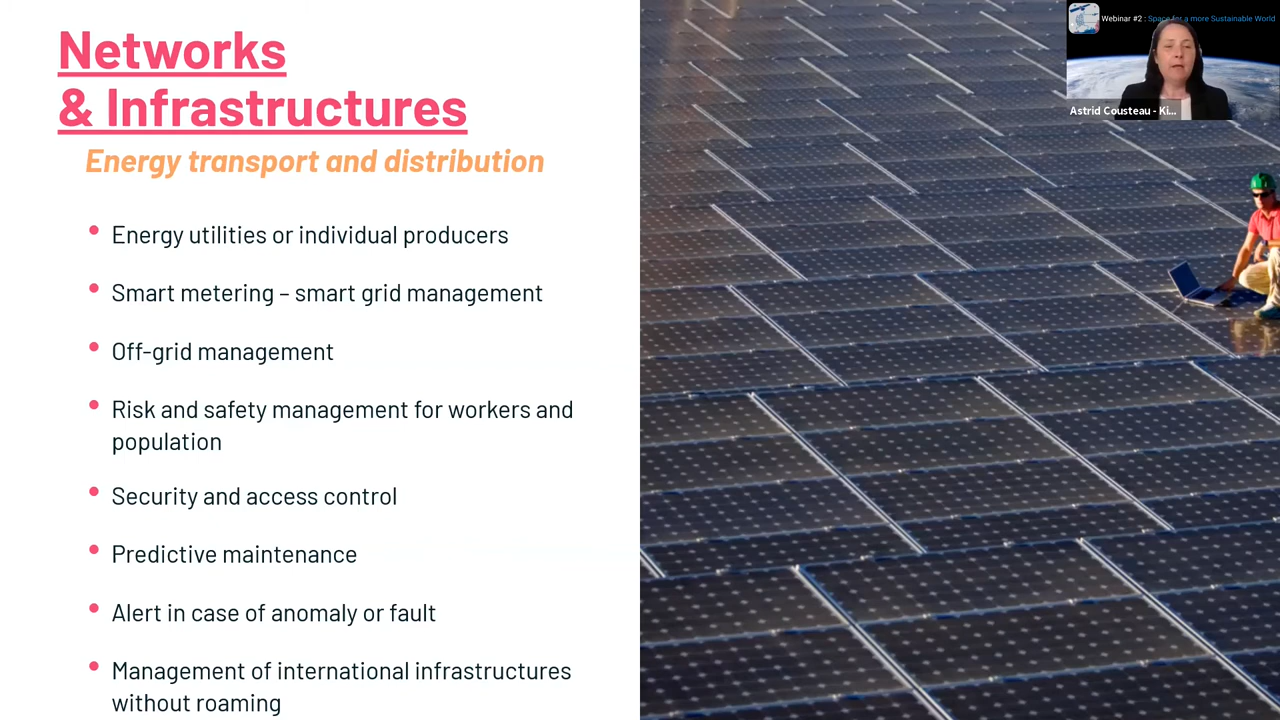 Networks
& Infrastructures
Energy transport and distribution
Energy utilities or individual producers
Smart metering – smart grid management
Off-grid management
Risk and safety management for workers and
population
Security and access control
Predictive maintenance
Alert in case of anomaly or fault
Management of international infrastructures
without roaming
Webinar #2 : Space for a more Sustainable World
Astrid Cousteau - Ki...